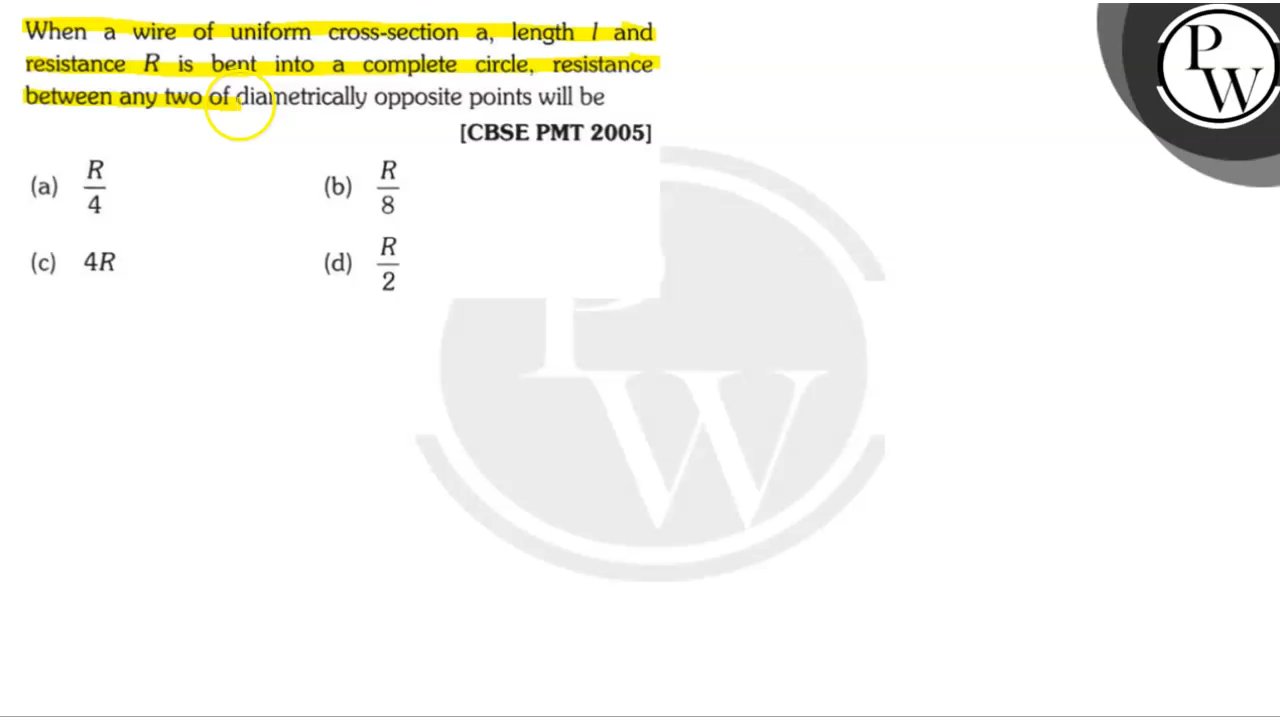 When a wire of uniform cross-section a, length l and
resistance R is bent into a complete circle, resistance
between any two of diametrically opposite points will be
[CBSE PMT 2005]
(a) R/4 (b) R/8
(c) 4R (d) R/2
P
W
P
W